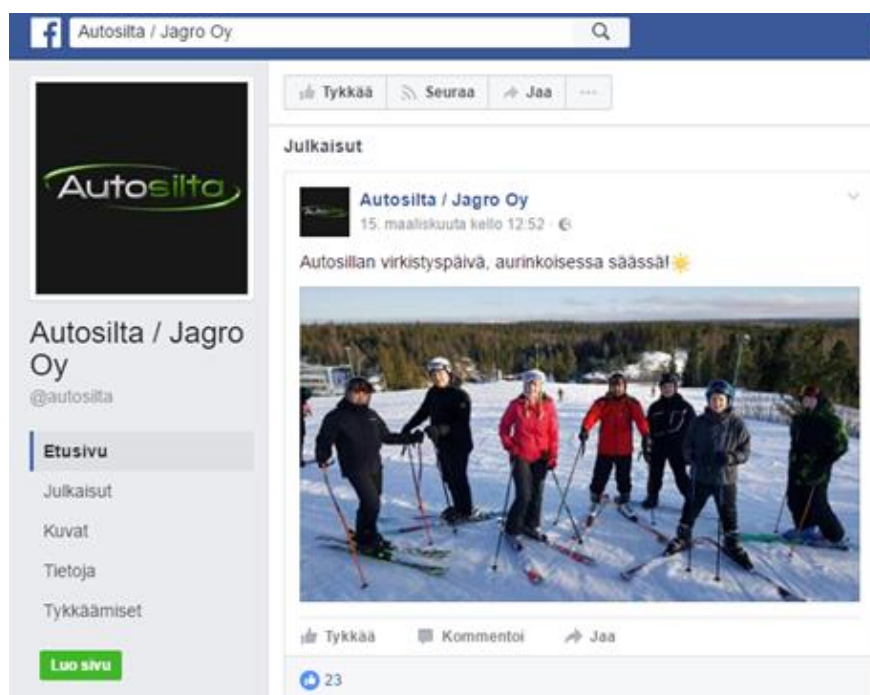 Autosilta / Jagro Oy
Autosilta
Autosilta / Jagro
Oy
@autosilta
Etusivu
Julkaisut
Kuvat
Tietoja
Tykkäämiset
Luo sivu
Tykkää Seuraa Jaa ...
Julkaisut
Autosilta / Jagro Oy
15. maaliskuuta kello 12:52 ·
Autosillan virkistyspäivä, aurinkoisessa säässä!☀
Tykkää Kommentoi Jaa
23